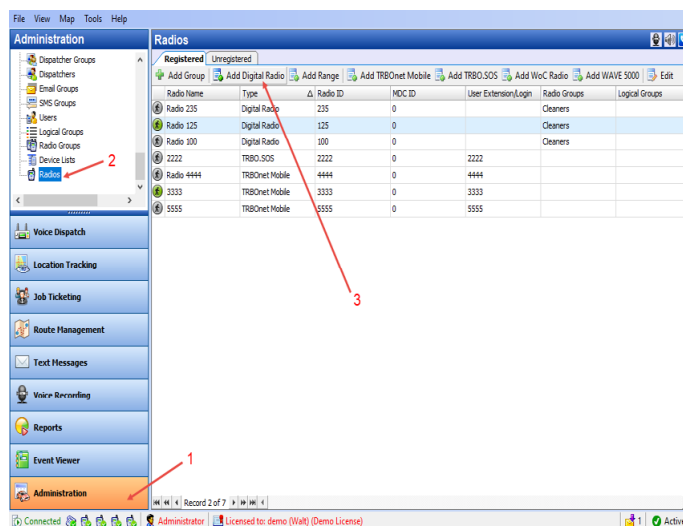 File View Map Tools Help
Administration
Dispatcher Groups
Dispatchers
Email Groups
SMS Groups
Users
Logical Groups
Radio Groups
Device Lists
Radios
2
Voice Dispatch
Location Tracking
Job Ticketing
Route Management
Text Messages
Voice Recording
Reports
Event Viewer
Administration
1
Radios
Registered Unregistered
Add Group Add Digital Radio Add Range Add TRBOnet Mobile Add TRBO.SOS Add WoC Radio Add WAVE 5000 Edit
Radio Name Type Radio ID MDC ID User Extension/Login Radio Groups Logical Groups
Radio 235 Digital Radio 235 0 Cleaners
Radio 125 Digital Radio 125 0 Cleaners
Radio 100 Digital Radio 100 0 Cleaners
2222 TRBO.SOS 2222 0 2222
Radio 4444 TRBOnet Mobile 4444 0 4444
3333 TRBOnet Mobile 3333 0 3333
5555 TRBOnet Mobile 5555 0 5555
3
Record 2 of 7
Connected Administrator Licensed to: demo (Walt) (Demo License) 1 Active